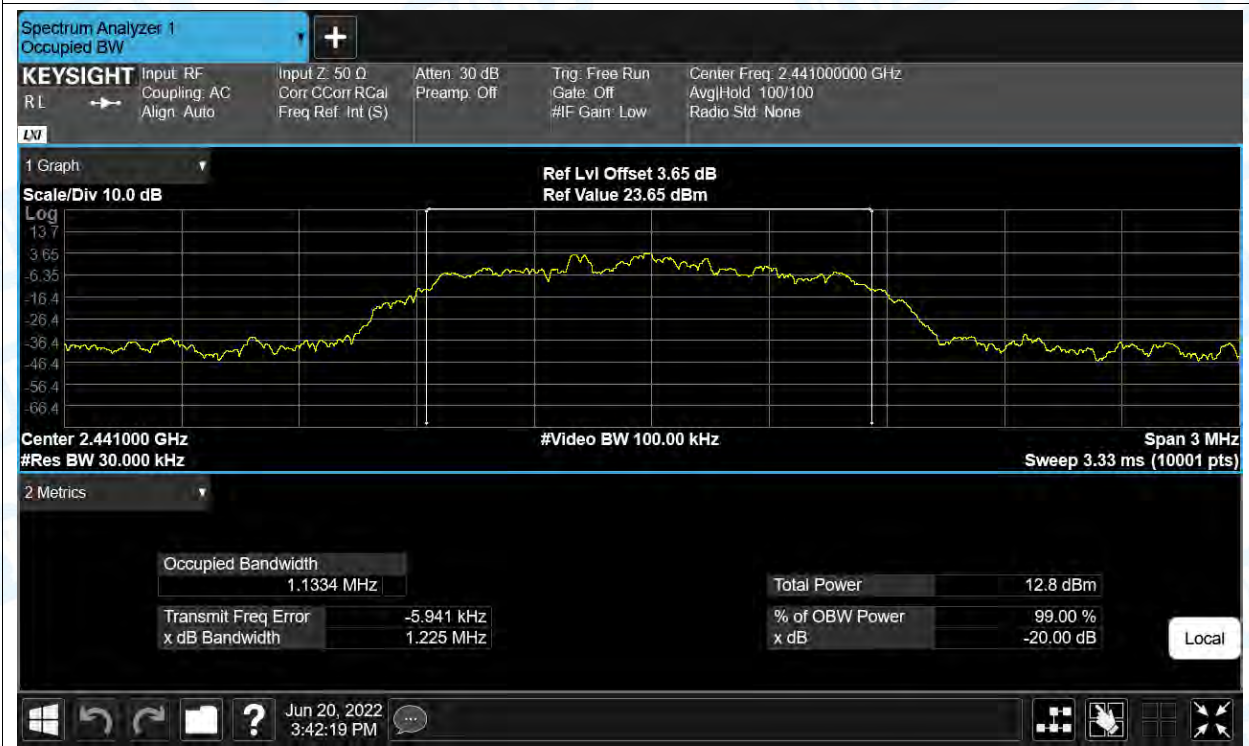 Spectrum Analyzer 1
Occupied BW
KEYSIGHT
R L
LXI
Input: RF
Coupling: AC
Align: Auto
Input Z: 50 Ω
Corr CCorr RCal
Freq Ref: Int (S)
Atten: 30 dB
Preamp: Off
Trig: Free Run
Gate: Off
#IF Gain: Low
Center Freq: 2.441000000 GHz
Avg|Hold: 100/100
Radio Std: None
1 Graph
Scale/Div 10.0 dB
Ref Lvl Offset 3.65 dB
Ref Value 23.65 dBm
Log
13.7
3.65
-6.35
-16.4
-26.4
-36.4
-46.4
-56.4
-66.4
Center 2.441000 GHz
#Video BW 100.00 kHz
Span 3 MHz
#Res BW 30.000 kHz
Sweep 3.33 ms (10001 pts)
2 Metrics
Occupied Bandwidth
1.1334 MHz
Total Power 12.8 dBm
Transmit Freq Error -5.941 kHz
% of OBW Power 99.00 %
x dB Bandwidth 1.225 MHz
x dB -20.00 dB
Local
?
Jun 20, 2022
3:42:19 PM